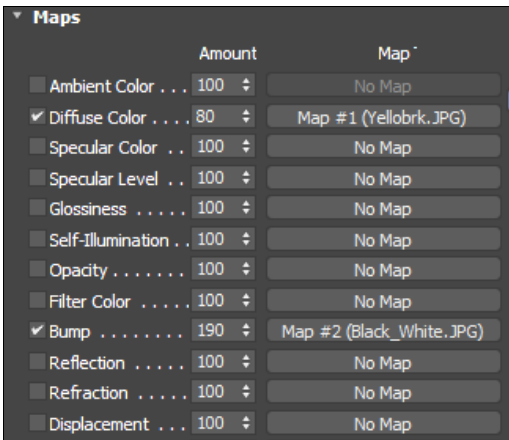 Maps
Amount Map
Ambient Color . . . 100 No Map
Diffuse Color . . . . 80 Map #1 (Yellobrk.JPG)
Specular Color . . 100 No Map
Specular Level . . 100 No Map
Glossiness . . . . . 100 No Map
Self-Illumination . . 100 No Map
Opacity . . . . . . . 100 No Map
Filter Color . . . . . 100 No Map
Bump . . . . . . . . 190 Map #2 (Black_White.JPG)
Reflection . . . . . 100 No Map
Refraction . . . . . 100 No Map
Displacement . . . 100 No Map